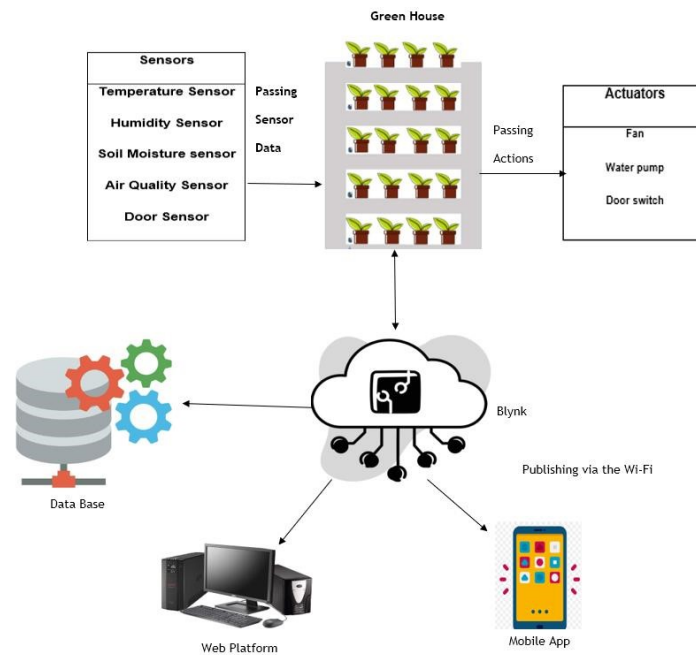 Green House
Sensors
Temperature Sensor
Humidity Sensor
Soil Moisture sensor
Air Quality Sensor
Door Sensor
Passing
Sensor
Data
Passing
Actions
Actuators
Fan
Water pump
Door switch
Blynk
Publishing via the Wi-Fi
Data Base
Web Platform
Mobile App